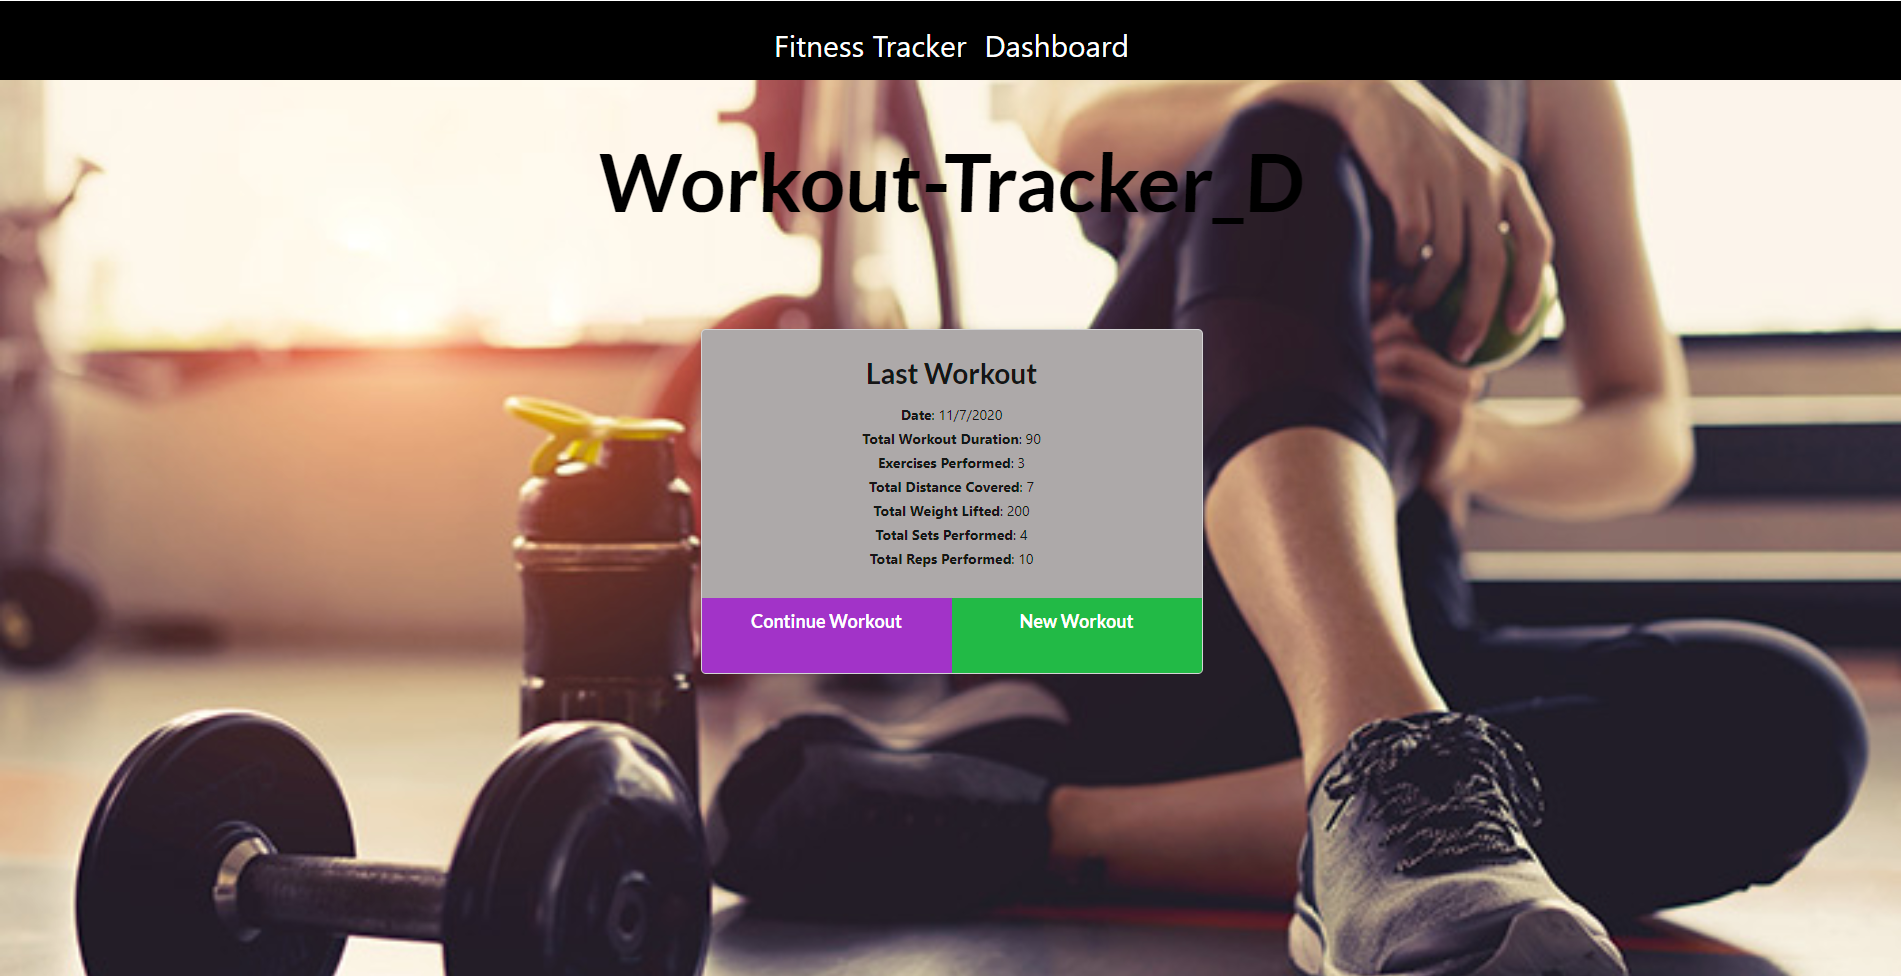 Fitness Tracker Dashboard
Workout-Tracker_D
Last Workout
Date: 11/7/2020
Total Workout Duration: 90
Exercises Performed: 3
Total Distance Covered: 7
Total Weight Lifted: 200
Total Sets Performed: 4
Total Reps Performed: 10
Continue Workout New Workout